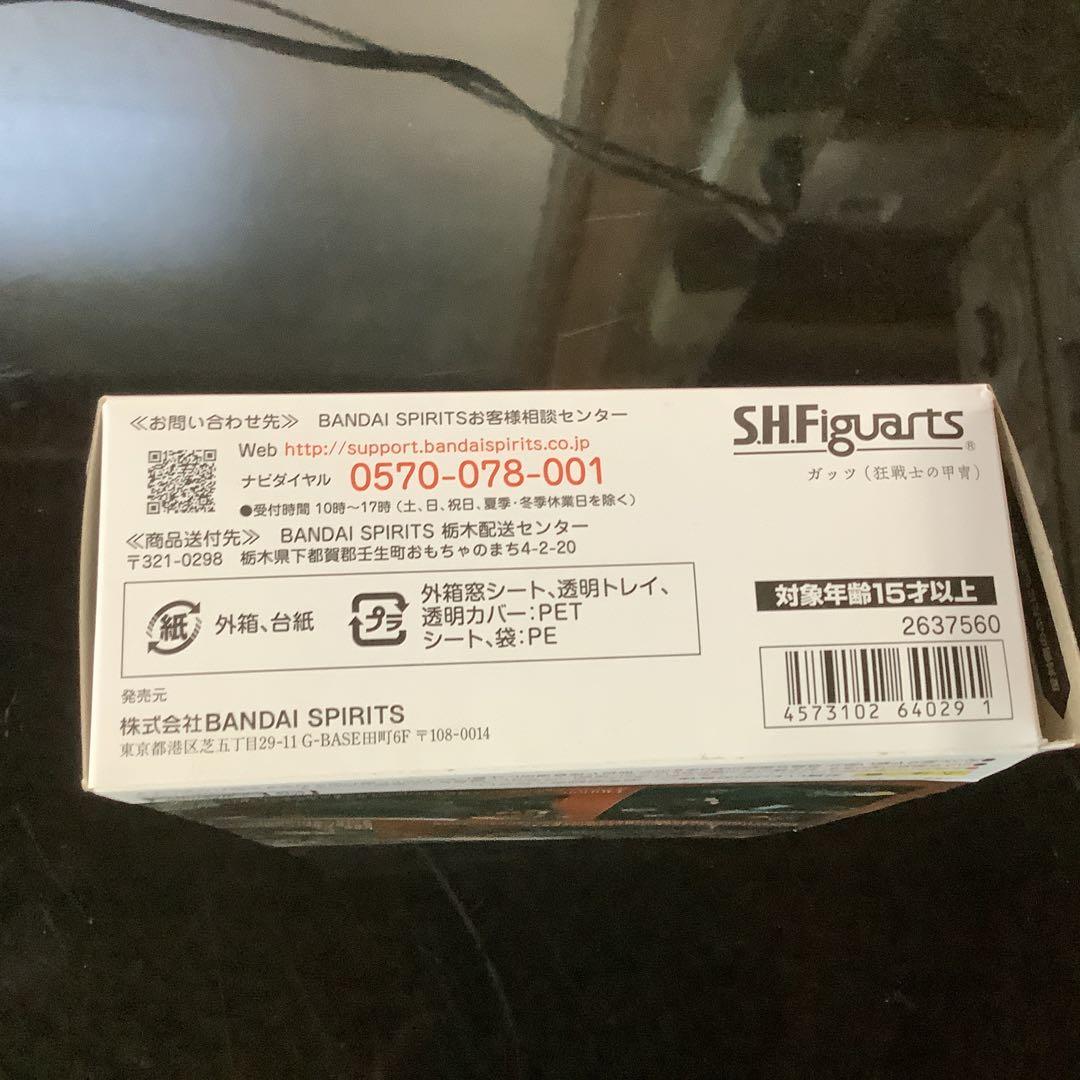 ≪お問い合わせ先≫ BANDAI SPIRITSお客様相談センター
Web http://support.bandaispirits.co.jp
ナビダイヤル 0570-078-001
●受付時間 10時～17時（土、日、祝日、夏季・冬季休業日を除く）
≪商品送付先≫ BANDAI SPIRITS 栃木配送センター
〒321-0298 栃木県下都賀郡壬生町おもちゃのまち4-2-20
紙 外箱、台紙
プラ 外箱窓シート、透明トレイ、
透明カバー：PET
シート、袋：PE
発売元
株式会社BANDAI SPIRITS
東京都港区芝五丁目29-11 G-BASE田町6F 〒108-0014
S.H.Figuarts®
ガッツ（狂戦士の甲冑）
対象年齢15才以上
2637560
4573102 64029 1